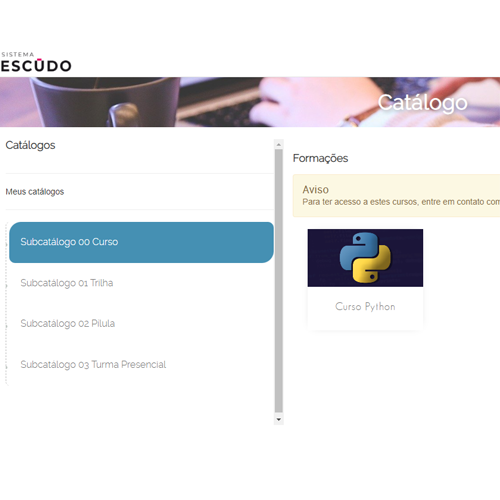 SISTEMA
ESCUDO
Catálogo
Catálogos
Meus catálogos
Subcatálogo 00 Curso
Subcatálogo 01 Trilha
Subcatálogo 02 Pílula
Subcatálogo 03 Turma Presencial
Formações
Aviso
Para ter acesso a estes cursos, entre em contato com
Curso Python